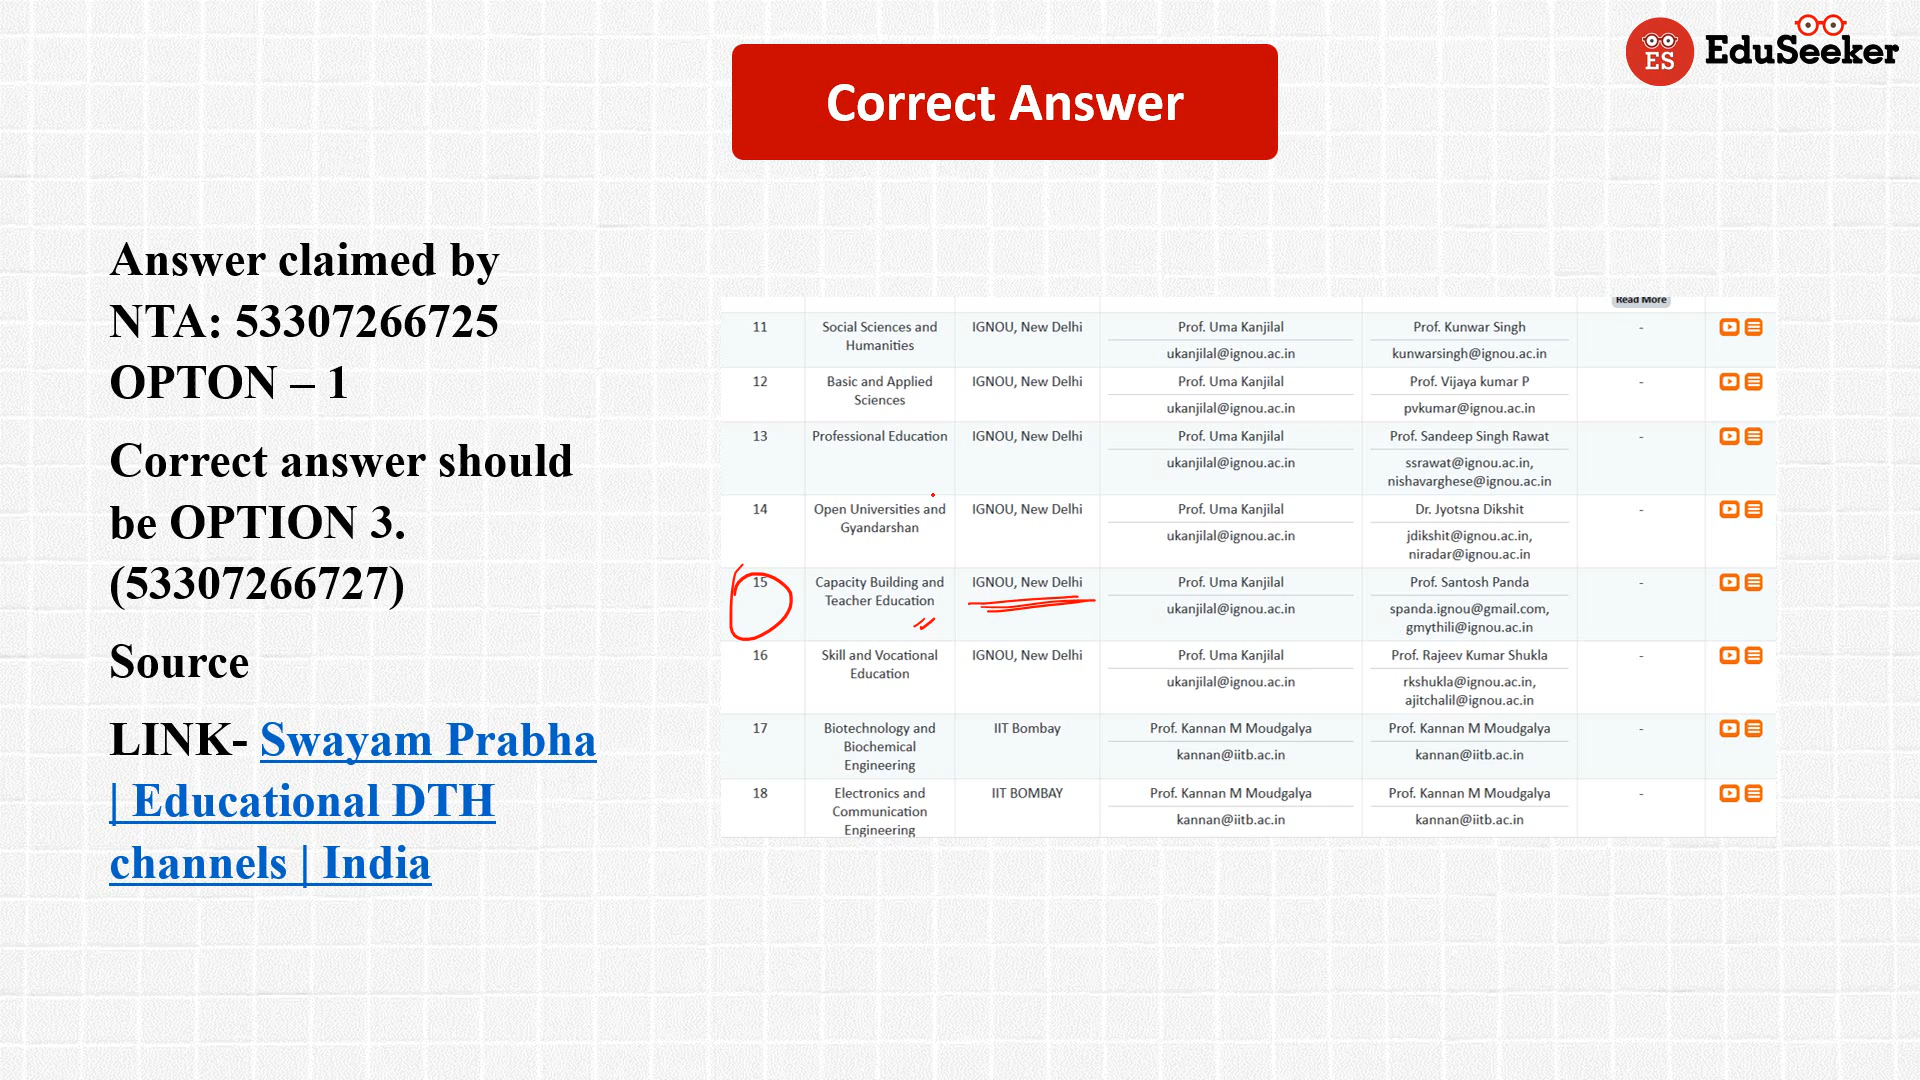 ES EduSeeker
Correct Answer
Answer claimed by
NTA: 53307266725
OPTON – 1
Correct answer should
be OPTION 3.
(53307266727)
Source
LINK- Swayam Prabha
| Educational DTH
channels | India
Read More
11 Social Sciences and IGNOU, New Delhi Prof. Uma Kanjilal Prof. Kunwar Singh -
Humanities ukanjilal@ignou.ac.in kunwarsingh@ignou.ac.in
12 Basic and Applied IGNOU, New Delhi Prof. Uma Kanjilal Prof. Vijaya kumar P -
Sciences ukanjilal@ignou.ac.in pvkumar@ignou.ac.in
13 Professional Education IGNOU, New Delhi Prof. Uma Kanjilal Prof. Sandeep Singh Rawat -
ukanjilal@ignou.ac.in ssrawat@ignou.ac.in,
nishavarghese@ignou.ac.in
14 Open Universities and IGNOU, New Delhi Prof. Uma Kanjilal Dr. Jyotsna Dikshit -
Gyandarshan ukanjilal@ignou.ac.in jdikshit@ignou.ac.in,
niradar@ignou.ac.in
15 Capacity Building and IGNOU, New Delhi Prof. Uma Kanjilal Prof. Santosh Panda -
Teacher Education ukanjilal@ignou.ac.in spanda.ignou@gmail.com,
gmythili@ignou.ac.in
16 Skill and Vocational IGNOU, New Delhi Prof. Uma Kanjilal Prof. Rajeev Kumar Shukla -
Education ukanjilal@ignou.ac.in rkshukla@ignou.ac.in,
ajitchalil@ignou.ac.in
17 Biotechnology and IIT Bombay Prof. Kannan M Moudgalya Prof. Kannan M Moudgalya -
Biochemical kannan@iitb.ac.in kannan@iitb.ac.in
Engineering
18 Electronics and IIT BOMBAY Prof. Kannan M Moudgalya Prof. Kannan M Moudgalya -
Communication kannan@iitb.ac.in kannan@iitb.ac.in
Engineering